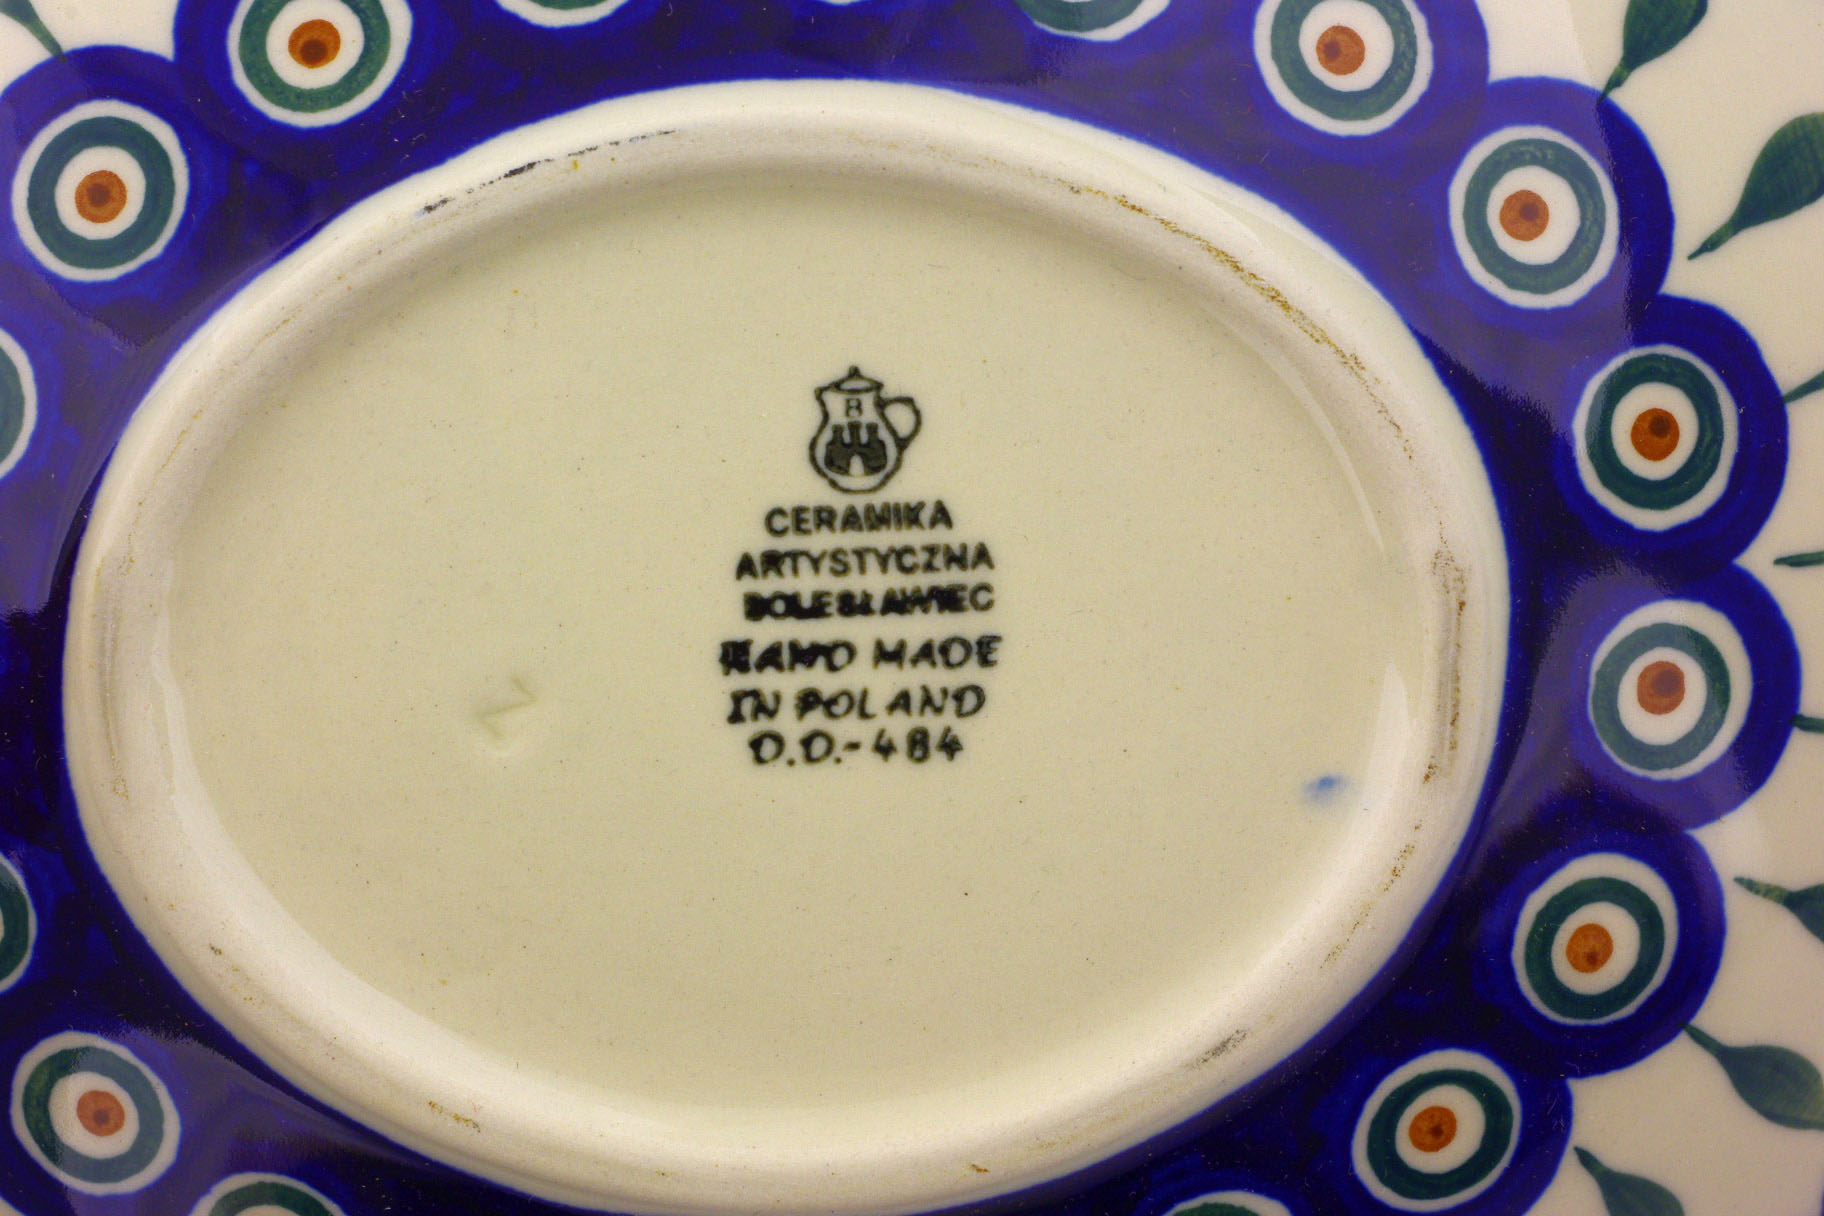 B
CERAMIKA
ARTYSTYCZNA
BOLESŁAWIEC
HAND MADE
IN POLAND
D.D.-484
Z